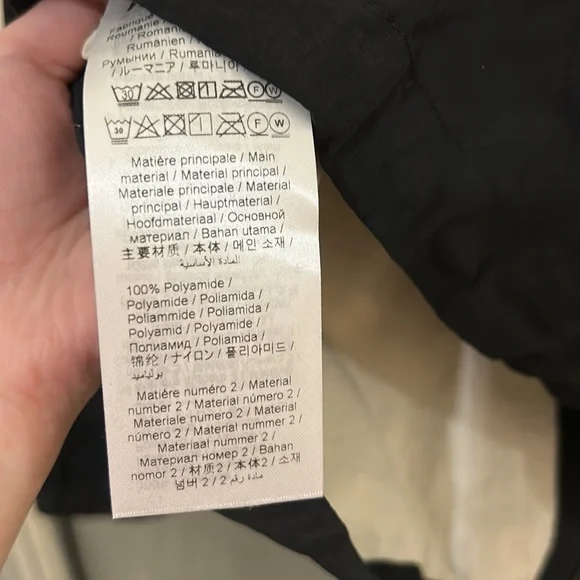 Fabriqué
Roumanie / Roman
Rumänien /
Румынии / Rumania
/ ルーマニア / 루마니아
30 F W
30 F W
Matière principale / Main
material / Material principal /
Materiale principale / Material
principal / Hauptmaterial /
Hoofdmateriaal / Основной
материал / Bahan utama /
主要材质 / 本体 / 메인 소재 /
المادة الأساسية
100% Polyamide /
Polyamide / Poliamida /
Poliammide / Poliamida /
Polyamid / Polyamide /
Полиамид / Poliamida /
锦纶 / ナイロン / 폴리아미드 /
بولياميد
Matière numéro 2 / Material
number 2 / Material número 2 /
Materiale numero 2 / Material
número 2 / Material nummer 2 /
Materiaal nummer 2 /
Материал номер 2 / Bahan
nomor 2 / 材质2 / 本体2 / 소재
넘버 2 / مادة رقم 2